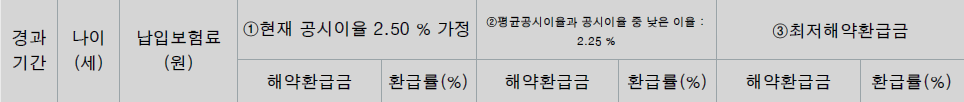 경과
기간
나이
(세)
납입보험료
(원)
①현재 공시이율 2.50 % 가정
②평균공시이율과 공시이율 중 낮은 이율 :
2.25 %
③최저해약환급금
해약환급금 환급률(%) 해약환급금 환급률(%) 해약환급금 환급률(%)